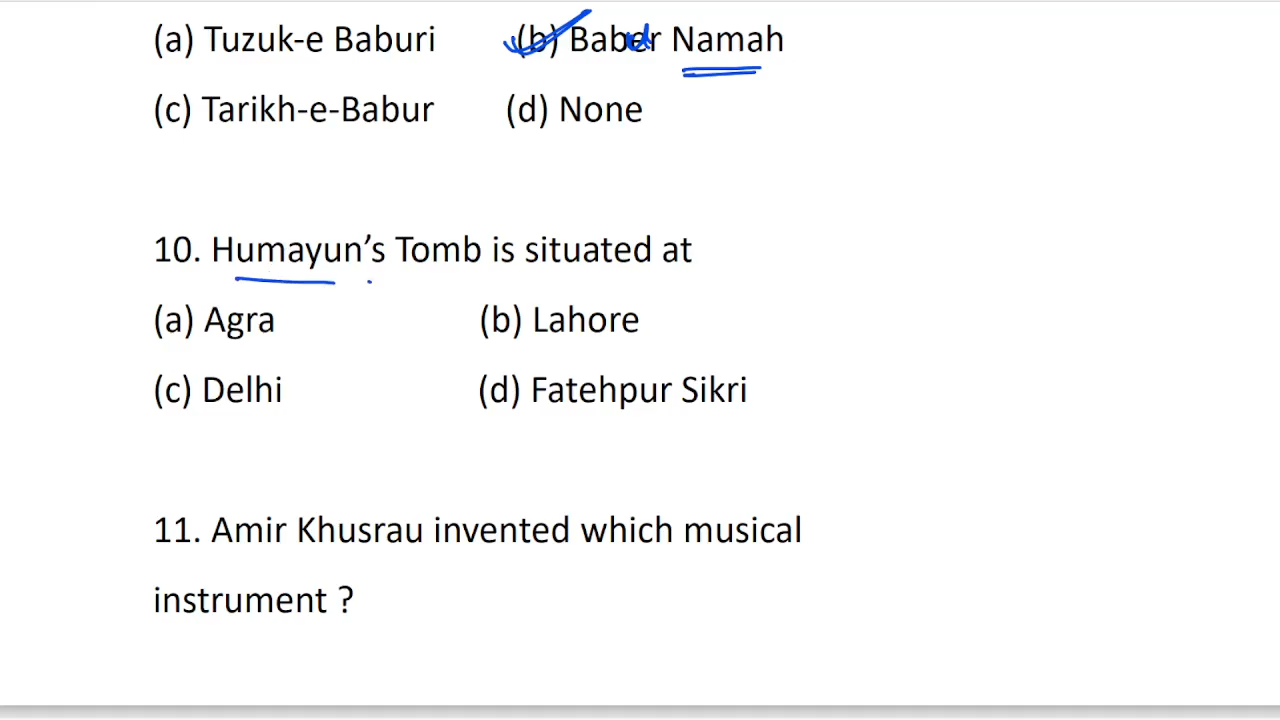 (a) Tuzuk-e Baburi (b) Baber Namah
(c) Tarikh-e-Babur (d) None
10. Humayun’s Tomb is situated at
(a) Agra (b) Lahore
(c) Delhi (d) Fatehpur Sikri
11. Amir Khusrau invented which musical
instrument ?